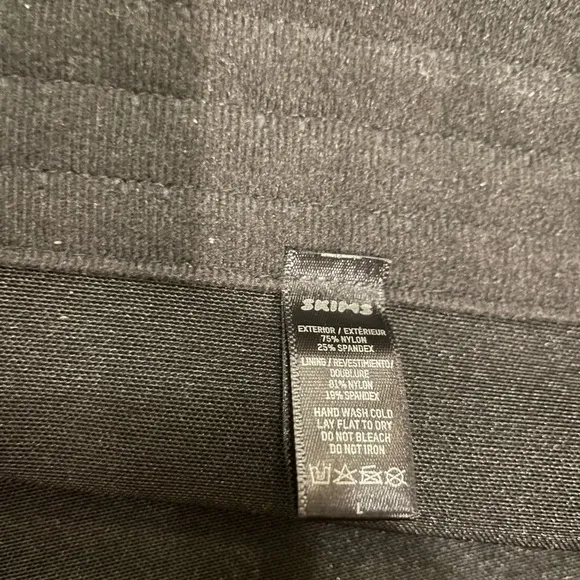 SKIMS
EXTERIOR / EXTÉRIEUR
75% NYLON
25% SPANDEX
LINING / REVESTIMIENTO/
DOUBLURE
81% NYLON
19% SPANDEX
HAND WASH COLD
LAY FLAT TO DRY
DO NOT BLEACH
DO NOT IRON
L